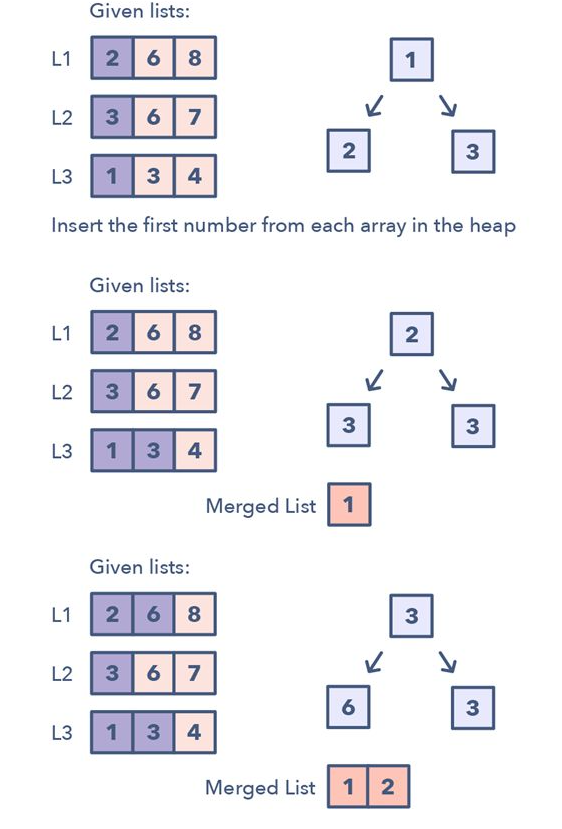 Given lists:
L1 2 6 8
1
L2 3 6 7
2 3
L3 1 3 4
Insert the first number from each array in the heap
Given lists:
L1 2 6 8
2
L2 3 6 7
3 3
L3 1 3 4
Merged List 1
Given lists:
L1 2 6 8
3
L2 3 6 7
6 3
L3 1 3 4
Merged List 1 2